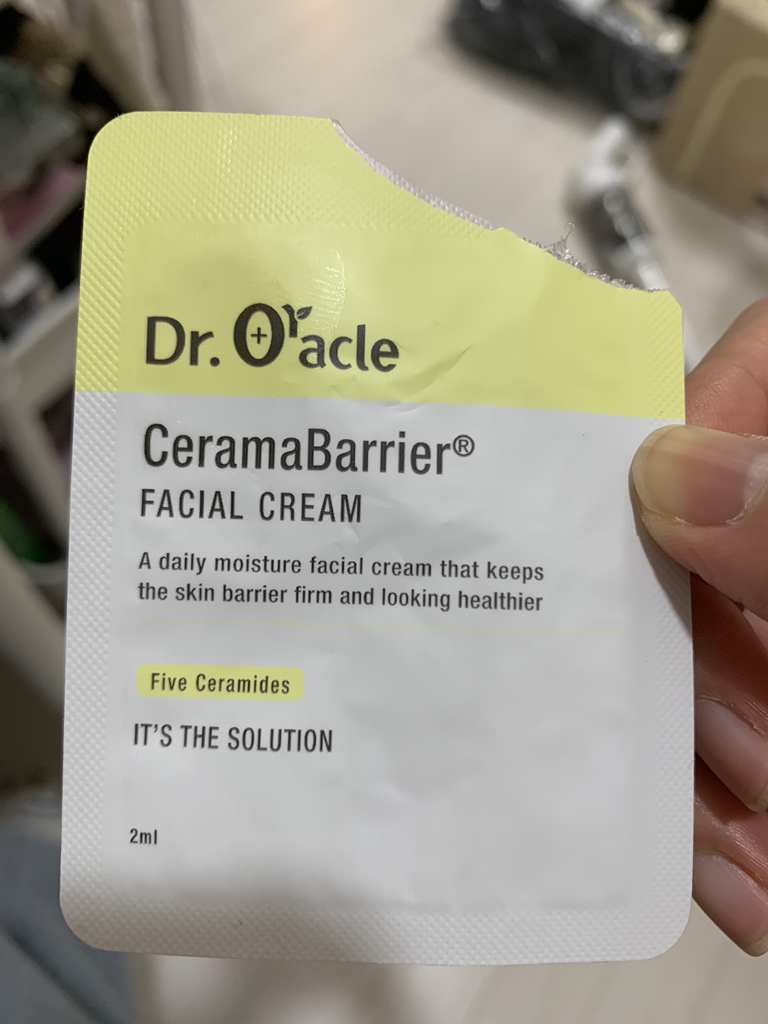 Dr. Oracle
CeramaBarrier®
FACIAL CREAM
A daily moisture facial cream that keeps
the skin barrier firm and looking healthier
Five Ceramides
IT'S THE SOLUTION
2ml